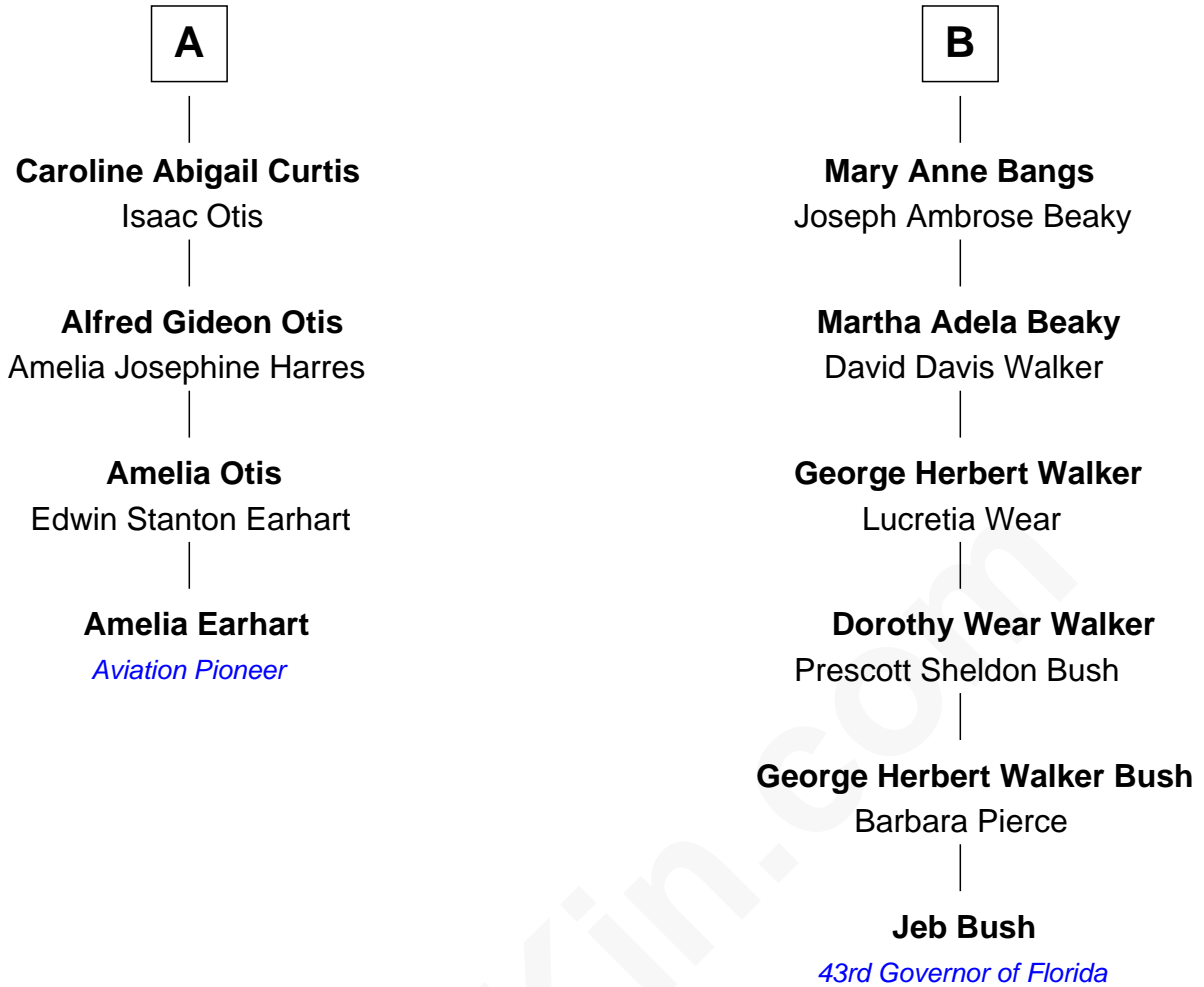 A
Caroline Abigail Curtis
Isaac Otis
Alfred Gideon Otis
Amelia Josephine Harres
Amelia Otis
Edwin Stanton Earhart
Amelia Earhart
Aviation Pioneer
B
Mary Anne Bangs
Joseph Ambrose Beaky
Martha Adela Beaky
David Davis Walker
George Herbert Walker
Lucretia Wear
Dorothy Wear Walker
Prescott Sheldon Bush
George Herbert Walker Bush
Barbara Pierce
Jeb Bush
43rd Governor of Florida
Kin.com